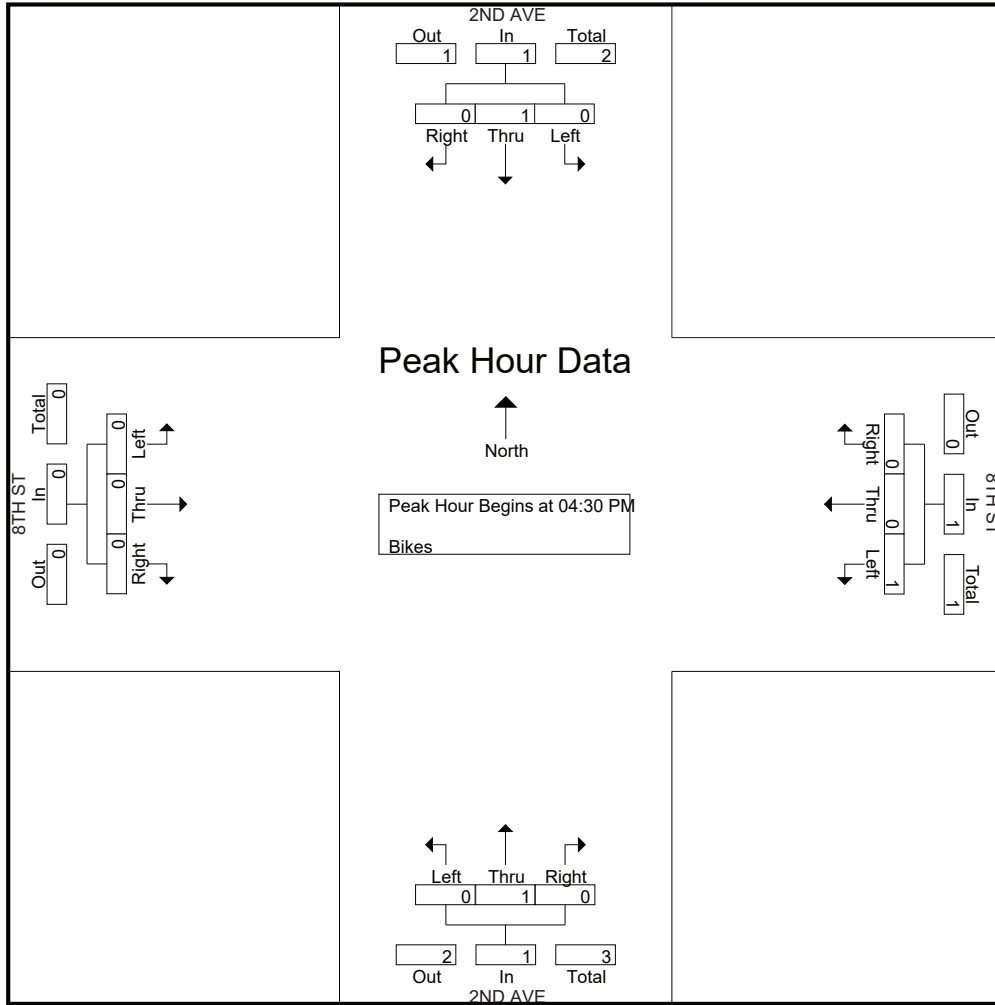 2ND AVE
Out In Total
1 1 2
0 1 0
Right Thru Left
Peak Hour Data
North
Peak Hour Begins at 04:30 PM
Bikes
8TH ST
Total In Out
0 0 0
0 0 0
Left Thru Right
Right Thru Left
0 0 1
Out In Total
0 1 1
8TH ST
Left Thru Right
0 1 0
2 1 3
Out In Total
2ND AVE